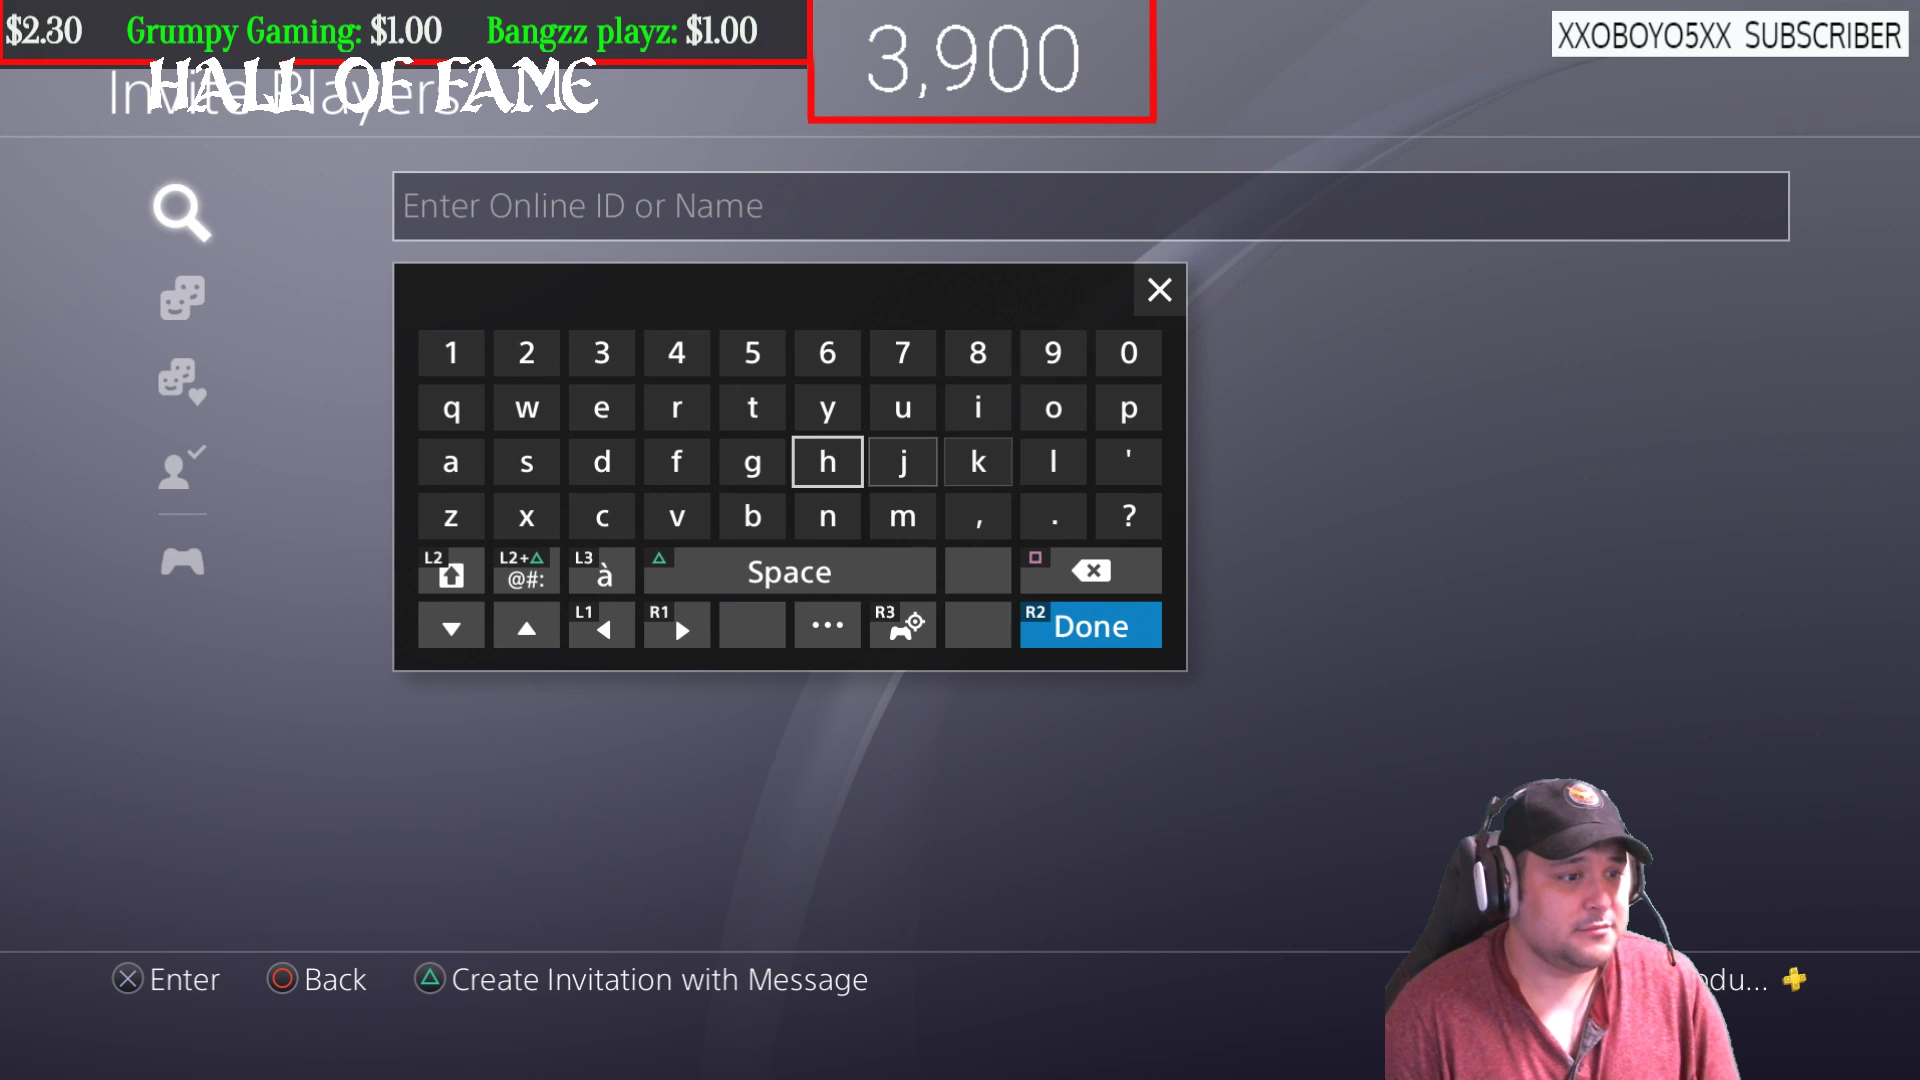 $2.30 Grumpy Gaming: $1.00 Bangzz playz: $1.00
3,900
XXOBOYO5XX SUBSCRIBER
HALL OF FAME
Invite Players
Enter Online ID or Name
1 2 3 4 5 6 7 8 9 0
q w e r t y u i o p
a s d f g h j k l '
z x c v b n m , . ?
L2 L2+△ @#: L3 à △ Space
L1 R1 ... R3 R2 Done
Enter Back Create Invitation with Message